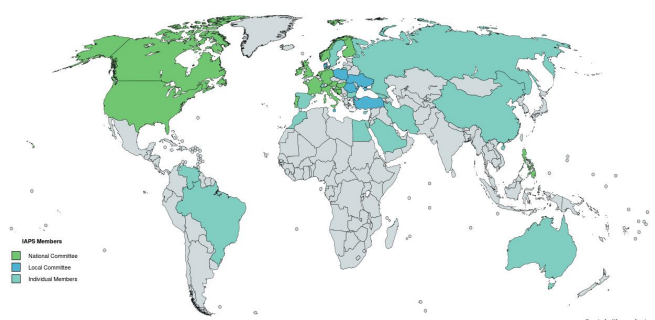 IAPS Members
National Committee
Local Committee
Individual Members